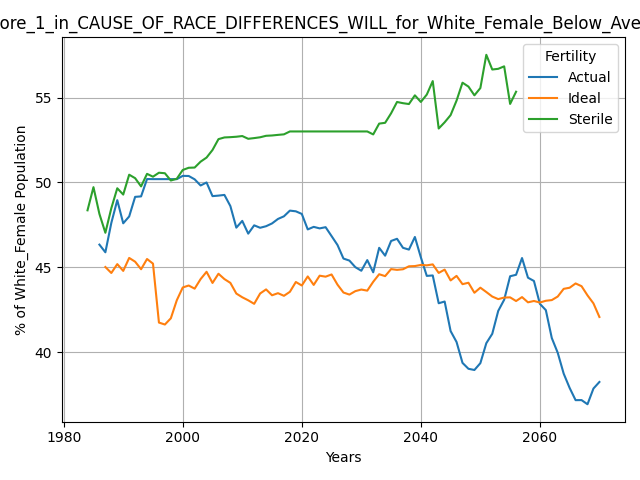 ore_1_in_CAUSE_OF_RACE_DIFFERENCES_WILL_for_White_Female_Below_Ave
Fertility
Actual
Ideal
Sterile
% of White_Female Population
55
50
45
40
1980
2000
2020
2040
2060
Years